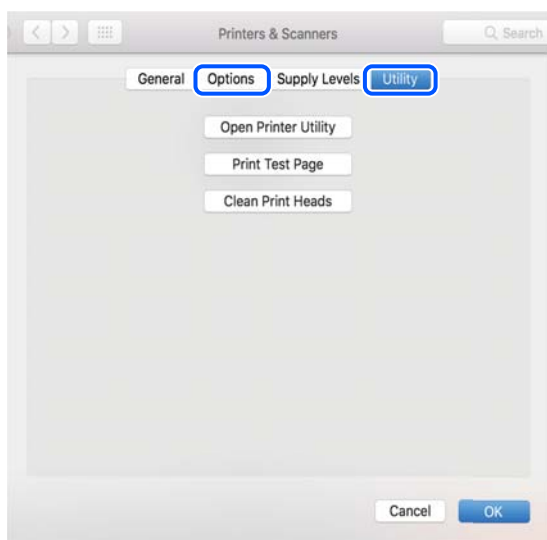 Printers & Scanners Search
General Options Supply Levels Utility
Open Printer Utility
Print Test Page
Clean Print Heads
Cancel OK